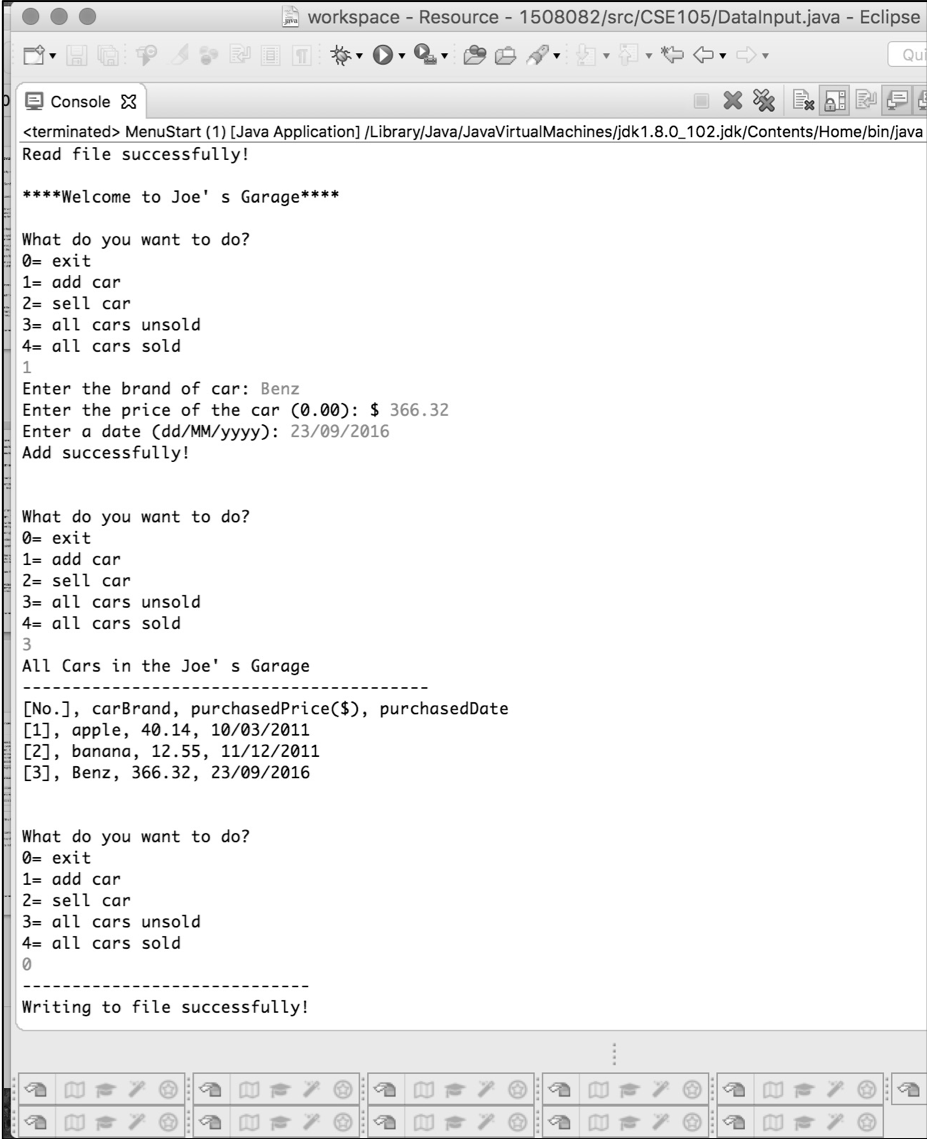 workspace - Resource - 1508082/src/CSE105/DataInput.java - Eclipse
Qui
Console
<terminated> MenuStart (1) [Java Application] /Library/Java/JavaVirtualMachines/jdk1.8.0_102.jdk/Contents/Home/bin/java
Read file successfully!
****Welcome to Joe' s Garage****
What do you want to do?
0= exit
1= add car
2= sell car
3= all cars unsold
4= all cars sold
1
Enter the brand of car: Benz
Enter the price of the car (0.00): $ 366.32
Enter a date (dd/MM/yyyy): 23/09/2016
Add successfully!
What do you want to do?
0= exit
1= add car
2= sell car
3= all cars unsold
4= all cars sold
3
All Cars in the Joe' s Garage
-----------------------------------------
[No.], carBrand, purchasedPrice($), purchasedDate
[1], apple, 40.14, 10/03/2011
[2], banana, 12.55, 11/12/2011
[3], Benz, 366.32, 23/09/2016
What do you want to do?
0= exit
1= add car
2= sell car
3= all cars unsold
4= all cars sold
0
-----------------------------
Writing to file successfully!